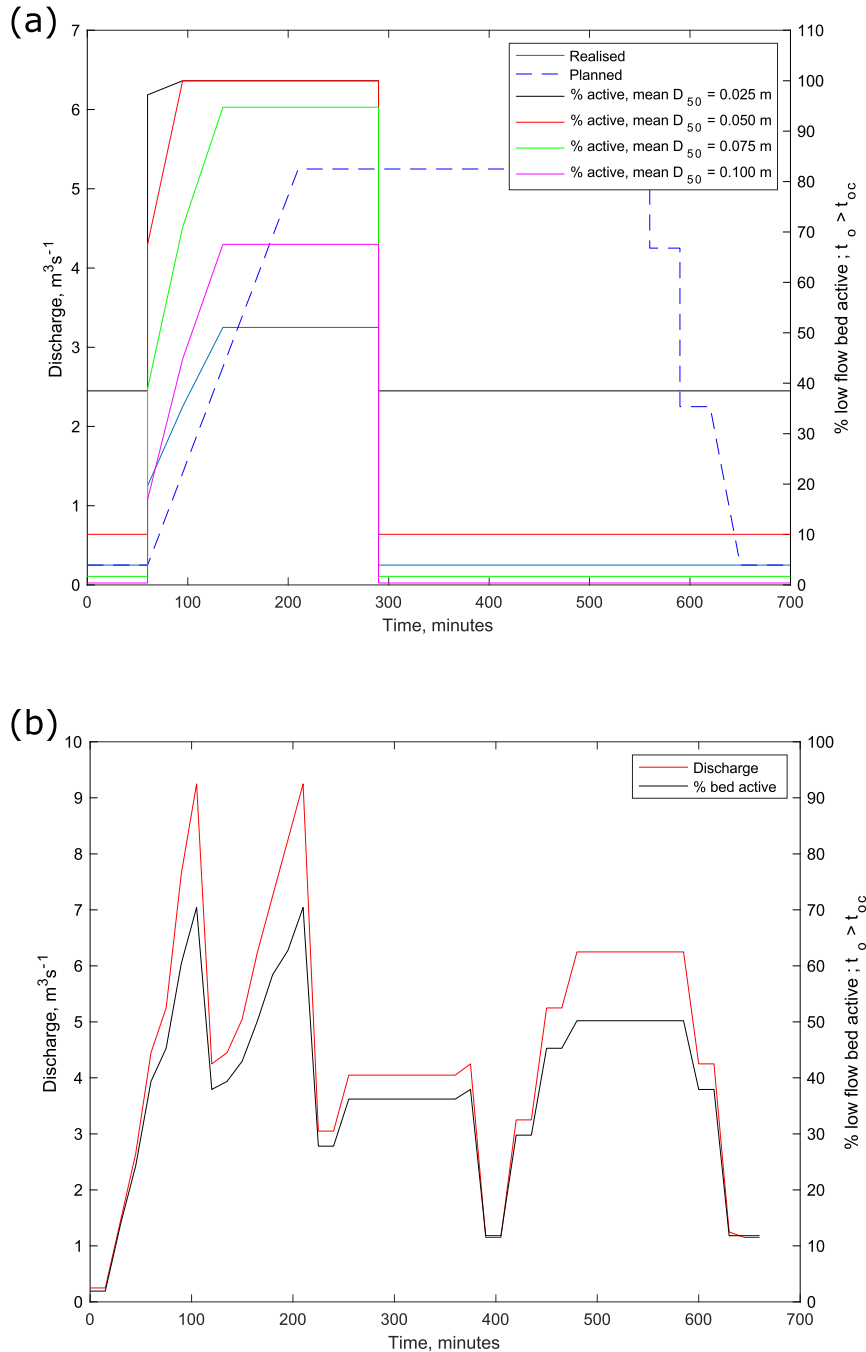 (a)
7
6
5
4
3
2
1
0
Discharge, m³s⁻¹
110
100
90
80
70
60
50
40
30
20
10
0
% low flow bed active ; t o > t oc
Realised
Planned
% active, mean D 50 = 0.025 m
% active, mean D 50 = 0.050 m
% active, mean D 50 = 0.075 m
% active, mean D 50 = 0.100 m
0 100 200 300 400 500 600 700
Time, minutes
(b)
10
9
8
7
6
5
4
3
2
1
0
Discharge, m³s⁻¹
100
90
80
70
60
50
40
30
20
10
0
% low flow bed active ; t o > t oc
Discharge
% bed active
0 100 200 300 400 500 600 700
Time, minutes